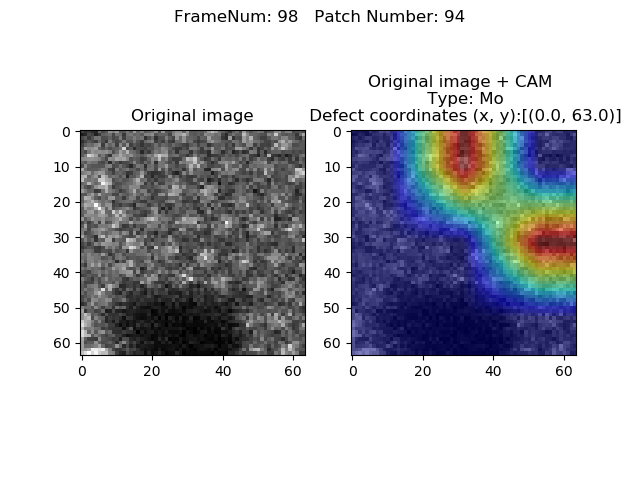 FrameNum: 98   Patch Number: 94
Original image
0
10
20
30
40
50
60
0 20 40 60
Original image + CAM
Type: Mo
Defect coordinates (x, y):[(0.0, 63.0)]
0
10
20
30
40
50
60
0 20 40 60